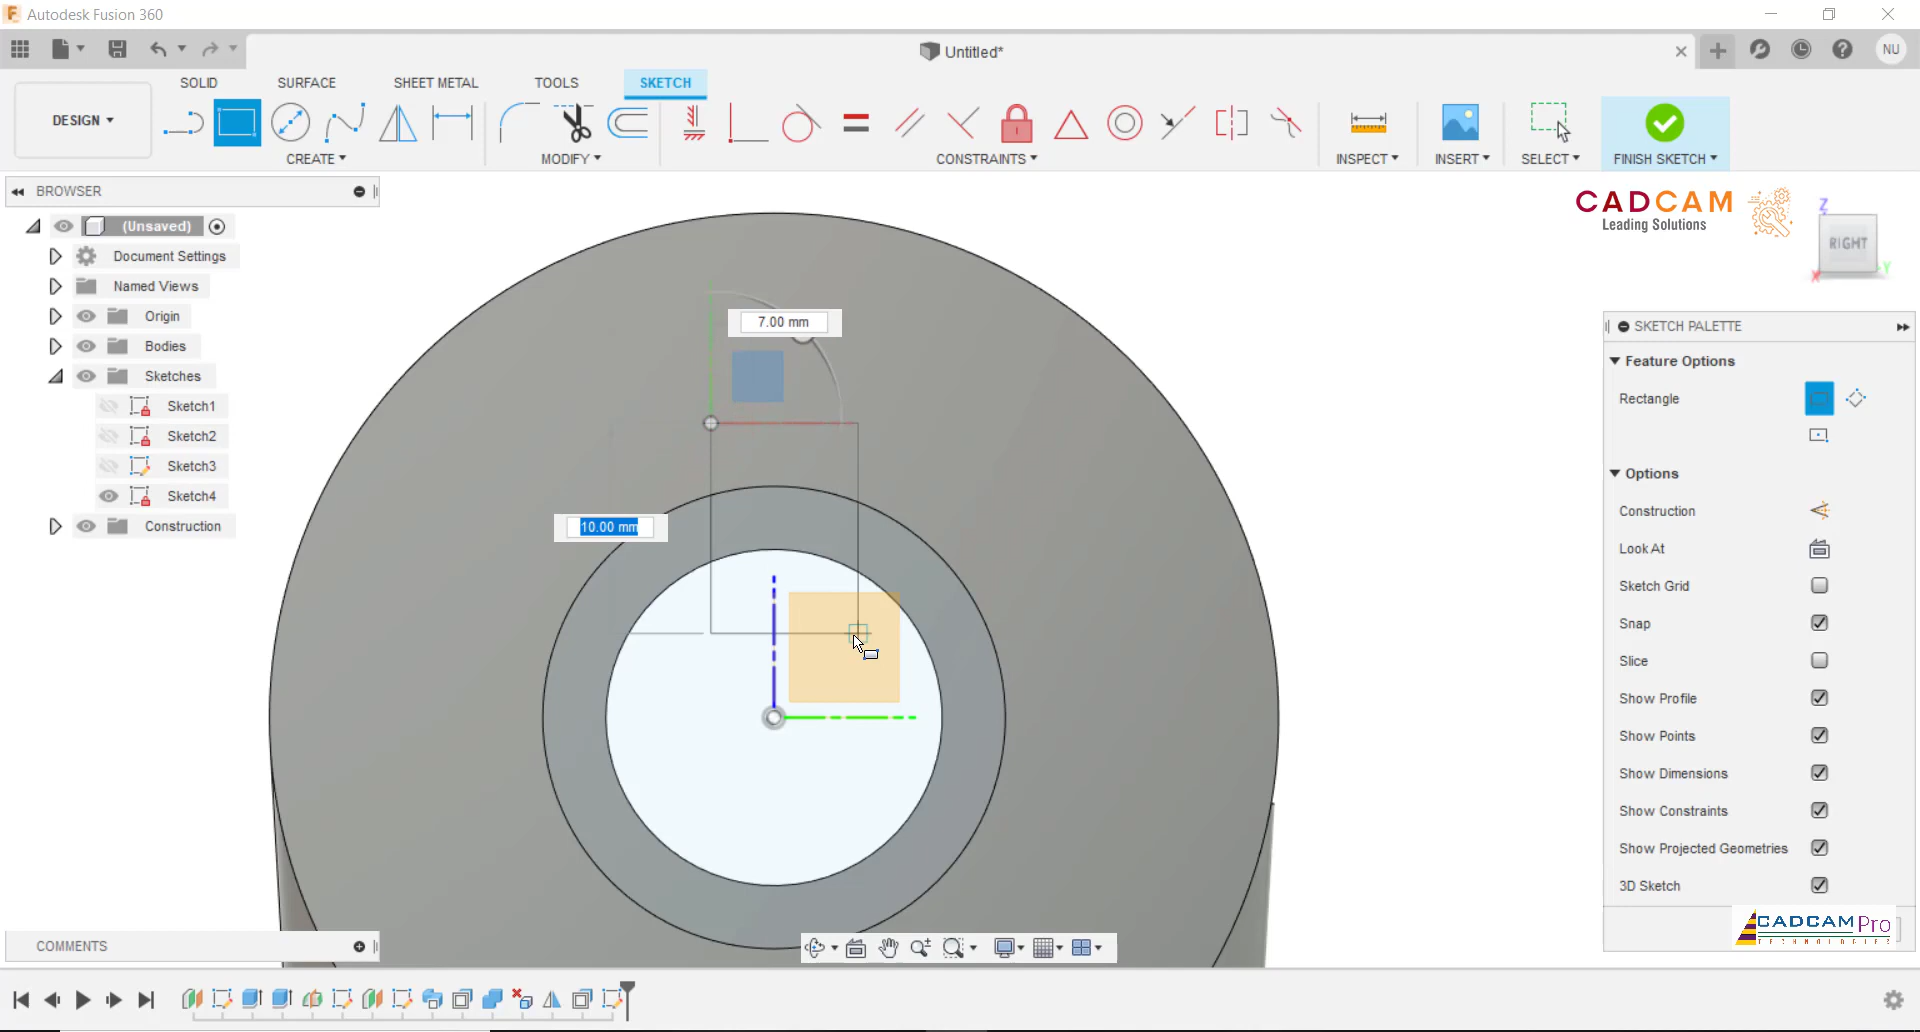 Autodesk Fusion 360
Untitled*
NU
DESIGN
SOLID
SURFACE
SHEET METAL
TOOLS
SKETCH
CREATE
MODIFY
CONSTRAINTS
INSPECT
INSERT
SELECT
FINISH SKETCH
BROWSER
(Unsaved)
Document Settings
Named Views
Origin
Bodies
Sketches
Sketch1
Sketch2
Sketch3
Sketch4
Construction
7.00 mm
10.00 mm
CADCAM
Leading Solutions
Z
RIGHT
X
Y
SKETCH PALETTE
Feature Options
Rectangle
Options
Construction
Look At
Sketch Grid
Snap
Slice
Show Profile
Show Points
Show Dimensions
Show Constraints
Show Projected Geometries
3D Sketch
CADCAM Pro
TECHNOLOGIES
COMMENTS